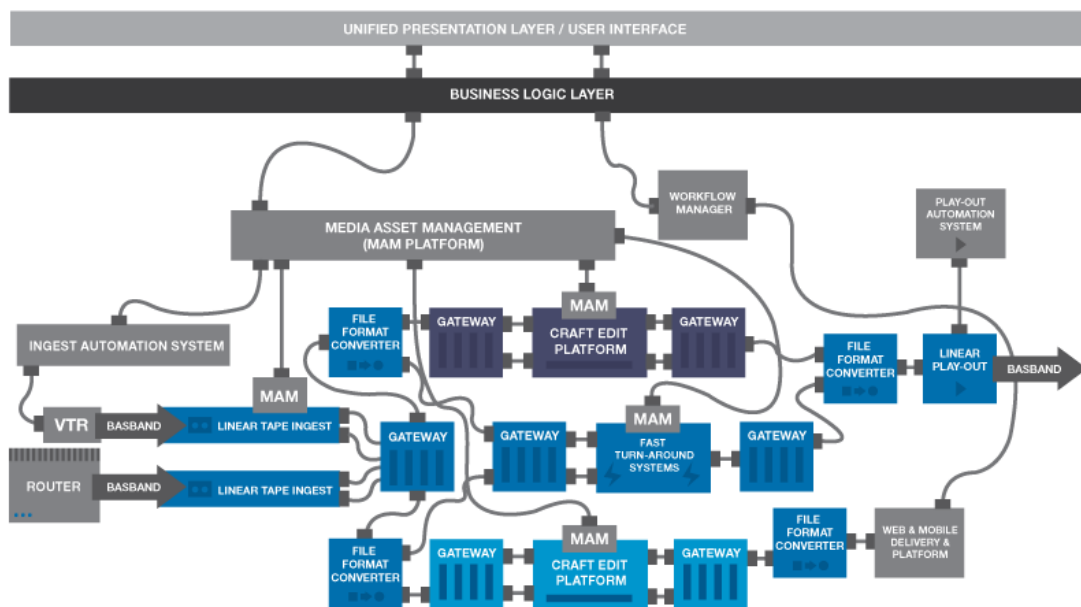 UNIFIED PRESENTATION LAYER / USER INTERFACE
BUSINESS LOGIC LAYER
WORKFLOW
MANAGER
PLAY-OUT
AUTOMATION
SYSTEM
MEDIA ASSET MANAGEMENT
(MAM PLATFORM)
INGEST AUTOMATION SYSTEM
FILE
FORMAT
CONVERTER
GATEWAY
MAM
CRAFT EDIT
PLATFORM
GATEWAY
FILE
FORMAT
CONVERTER
LINEAR
PLAY-OUT
BASBAND
MAM
VTR
BASBAND
LINEAR TAPE INGEST
GATEWAY
GATEWAY
MAM
FAST
TURN-AROUND
SYSTEMS
GATEWAY
ROUTER
BASBAND
LINEAR TAPE INGEST
FILE
FORMAT
CONVERTER
GATEWAY
MAM
CRAFT EDIT
PLATFORM
GATEWAY
FILE
FORMAT
CONVERTER
WEB & MOBILE
DELIVERY &
PLATFORM